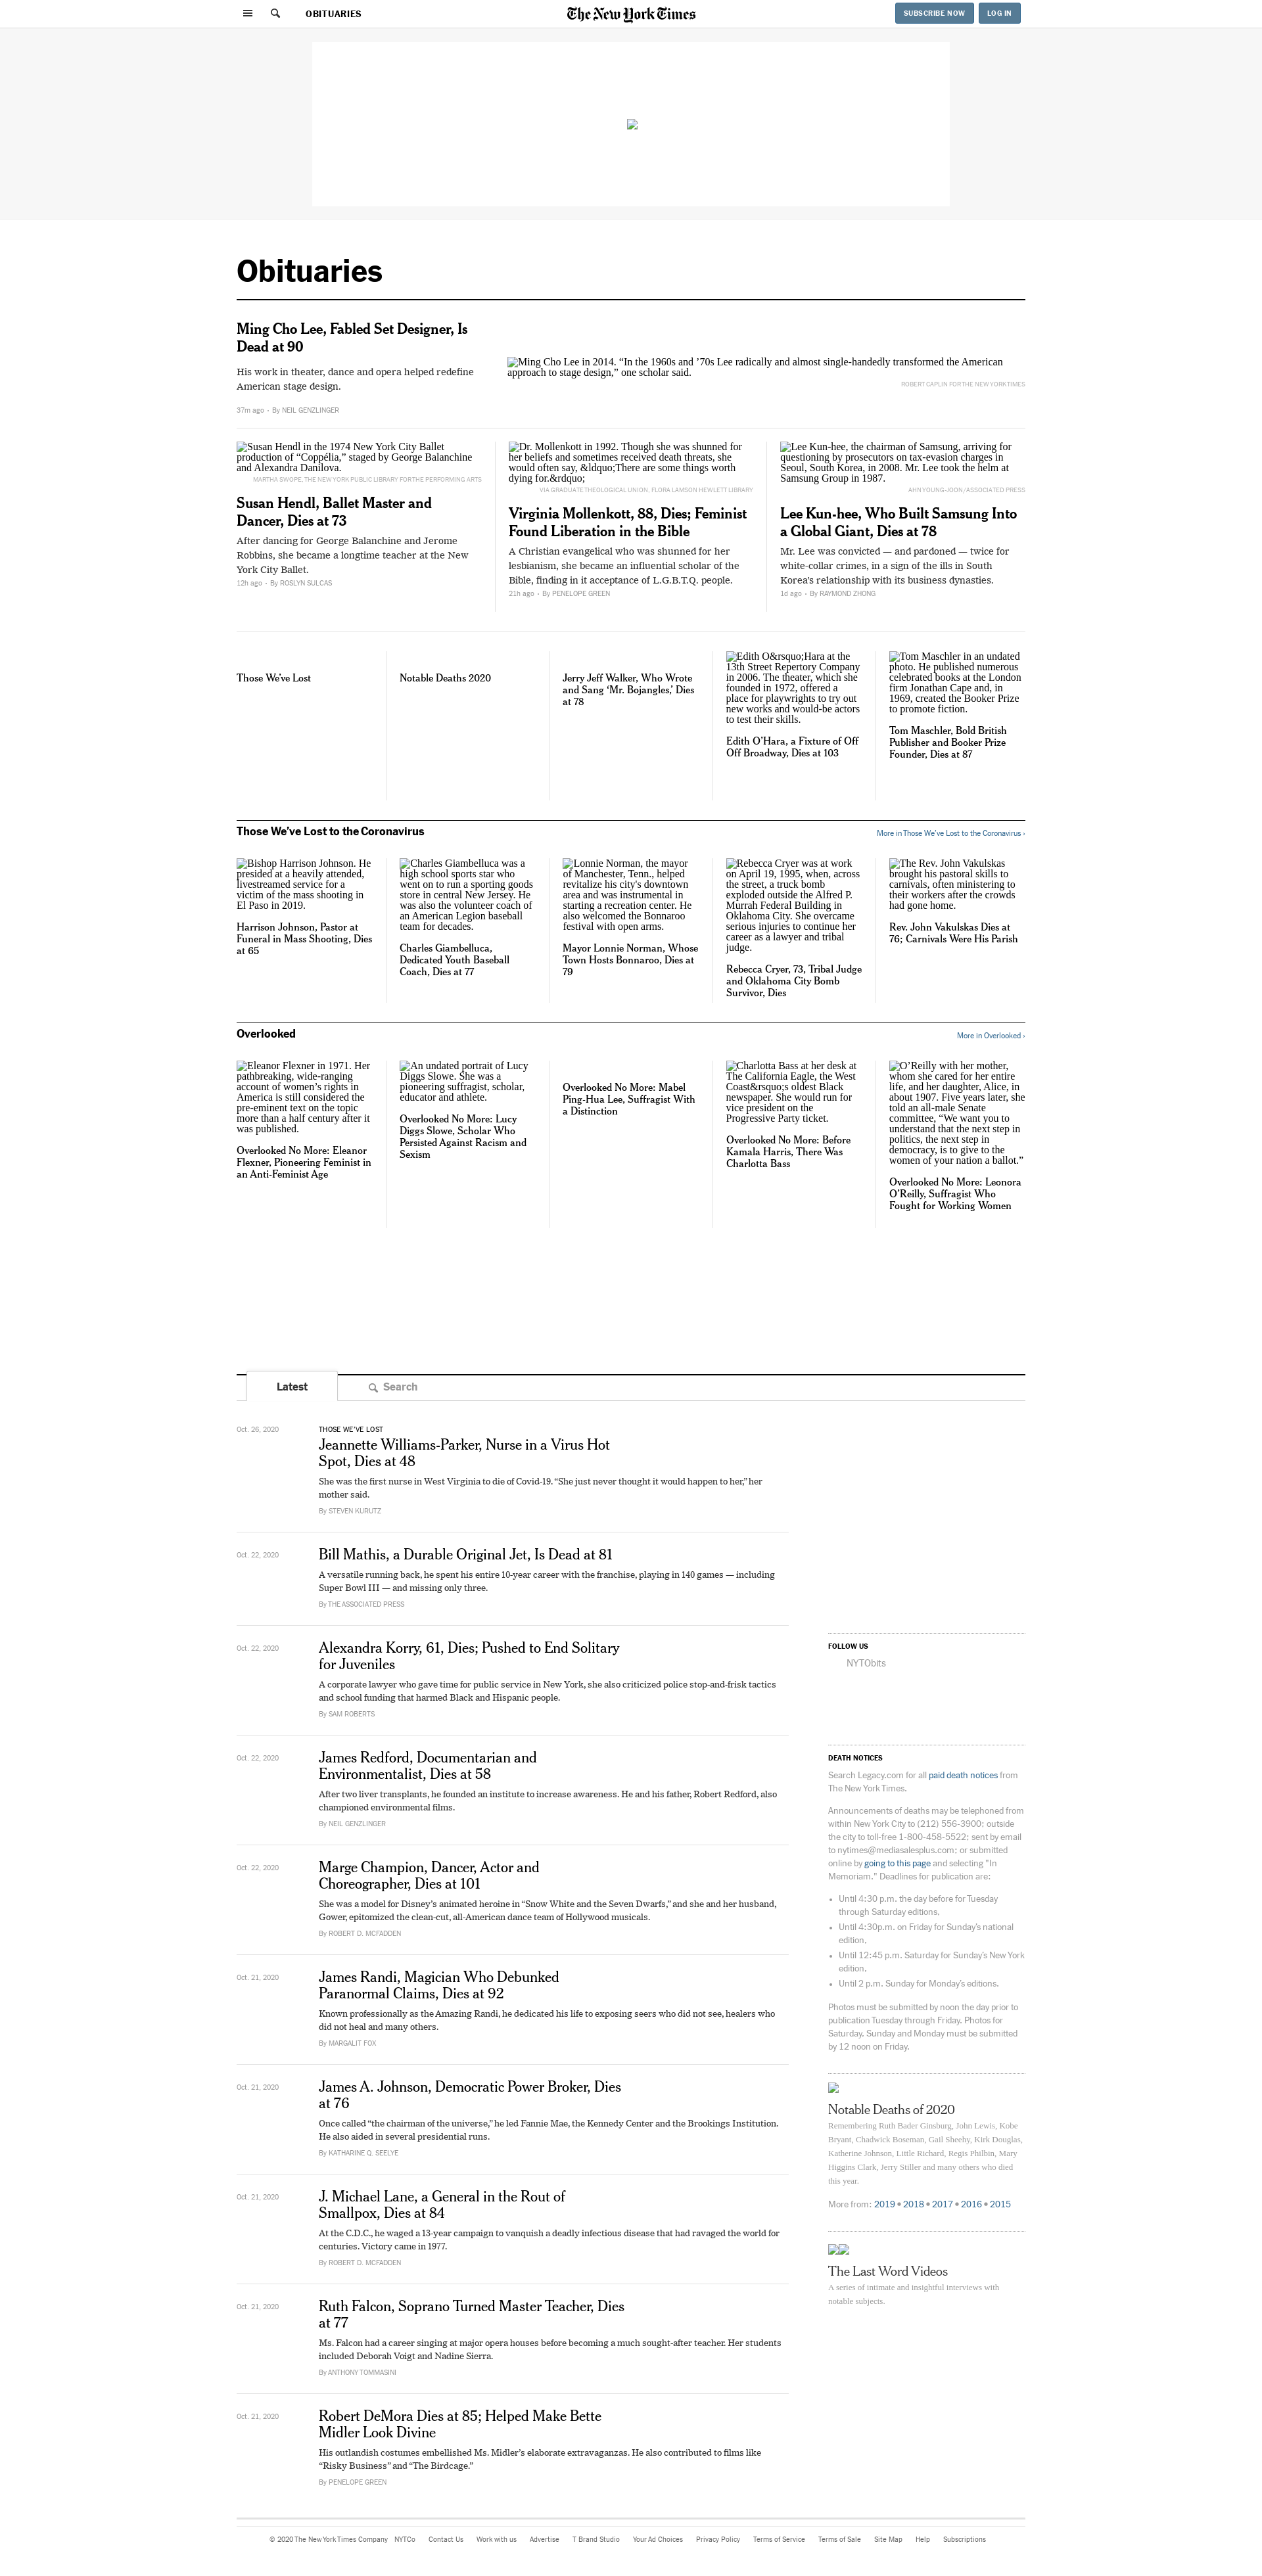 OBITUARIES
The New York Times
SUBSCRIBE NOW
LOG IN
Obituaries
Ming Cho Lee, Fabled Set Designer, Is
Dead at 90
His work in theater, dance and opera helped redefine
American stage design.
37m ago - By NEIL GENZLINGER
Ming Cho Lee in 2014. “In the 1960s and ’70s Lee radically and almost single-handedly transformed the American
approach to stage design,” one scholar said.
ROBERT CAPLIN FOR THE NEW YORK TIMES
Susan Hendl in the 1974 New York City Ballet
production of “Coppélia,” staged by George Balanchine
and Alexandra Danilova.
MARTHA SWOPE, THE NEW YORK PUBLIC LIBRARY FOR THE PERFORMING ARTS
Susan Hendl, Ballet Master and
Dancer, Dies at 73
After dancing for George Balanchine and Jerome
Robbins, she became a longtime teacher at the New
York City Ballet.
12h ago - By ROSLYN SULCAS
Dr. Mollenkott in 1992. Though she was shunned for
her beliefs and sometimes received death threats, she
would often say, &ldquo;There are some things worth
dying for.&rdquo;
VIA GRADUATE THEOLOGICAL UNION, FLORA LAMSON HEWLETT LIBRARY
Virginia Mollenkott, 88, Dies; Feminist
Found Liberation in the Bible
A Christian evangelical who was shunned for her
lesbianism, she became an influential scholar of the
Bible, finding in it acceptance of L.G.B.T.Q. people.
21h ago - By PENELOPE GREEN
Lee Kun-hee, the chairman of Samsung, arriving for
questioning by prosecutors on tax-evasion charges in
Seoul, South Korea, in 2008. Mr. Lee took the helm at
Samsung Group in 1987.
AHN YOUNG-JOON/ASSOCIATED PRESS
Lee Kun-hee, Who Built Samsung Into
a Global Giant, Dies at 78
Mr. Lee was convicted — and pardoned — twice for
white-collar crimes, in a sign of the ills in South
Korea’s relationship with its business dynasties.
1d ago - By RAYMOND ZHONG
Those We’ve Lost
Notable Deaths 2020
Jerry Jeff Walker, Who Wrote
and Sang ‘Mr. Bojangles,’ Dies
at 78
Edith O&rsquo;Hara at the
13th Street Repertory Company
in 2006. The theater, which she
founded in 1972, offered a
place for playwrights to try out
new works and would-be actors
to test their skills.
Edith O’Hara, a Fixture of Off
Off Broadway, Dies at 103
Tom Maschler in an undated
photo. He published numerous
celebrated books at the London
firm Jonathan Cape and, in
1969, created the Booker Prize
to promote fiction.
Tom Maschler, Bold British
Publisher and Booker Prize
Founder, Dies at 87
Those We’ve Lost to the Coronavirus
More in Those We’ve Lost to the Coronavirus ›
Bishop Harrison Johnson. He
presided at a heavily attended,
livestreamed service for a
victim of the mass shooting in
El Paso in 2019.
Harrison Johnson, Pastor at
Funeral in Mass Shooting, Dies
at 65
Charles Giambelluca was a
high school sports star who
went on to run a sporting goods
store in central New Jersey. He
was also the volunteer coach of
an American Legion baseball
team for decades.
Charles Giambelluca,
Dedicated Youth Baseball
Coach, Dies at 77
Lonnie Norman, the mayor
of Manchester, Tenn., helped
revitalize his city's downtown
area and was instrumental in
starting a recreation center. He
also welcomed the Bonnaroo
festival with open arms.
Mayor Lonnie Norman, Whose
Town Hosts Bonnaroo, Dies at
79
Rebecca Cryer was at work
on April 19, 1995, when, across
the street, a truck bomb
exploded outside the Alfred P.
Murrah Federal Building in
Oklahoma City. She overcame
serious injuries to continue her
career as a lawyer and tribal
judge.
Rebecca Cryer, 73, Tribal Judge
and Oklahoma City Bomb
Survivor, Dies
The Rev. John Vakulskas
brought his pastoral skills to
carnivals, often ministering to
their workers after the crowds
had gone home.
Rev. John Vakulskas Dies at
76; Carnivals Were His Parish
Overlooked
More in Overlooked ›
Eleanor Flexner in 1971. Her
pathbreaking, wide-ranging
account of women’s rights in
America is still considered the
pre-eminent text on the topic
more than a half century after it
was published.
Overlooked No More: Eleanor
Flexner, Pioneering Feminist in
an Anti-Feminist Age
An undated portrait of Lucy
Diggs Slowe. She was a
pioneering suffragist, scholar,
educator and athlete.
Overlooked No More: Lucy
Diggs Slowe, Scholar Who
Persisted Against Racism and
Sexism
Overlooked No More: Mabel
Ping-Hua Lee, Suffragist With
a Distinction
Charlotta Bass at her desk at
The California Eagle, the West
Coast&rsquo;s oldest Black
newspaper. She would run for
vice president on the
Progressive Party ticket.
Overlooked No More: Before
Kamala Harris, There Was
Charlotta Bass
O’Reilly with her mother,
whom she cared for her entire
life, and her daughter, Alice, in
about 1907. Five years later, she
told an all-male Senate
committee, “We want you to
understand that the next step in
politics, the next step in
democracy, is to give to the
women of your nation a ballot.”
Overlooked No More: Leonora
O’Reilly, Suffragist Who
Fought for Working Women
Latest
Search
Oct. 26, 2020
THOSE WE’VE LOST
Jeannette Williams-Parker, Nurse in a Virus Hot
Spot, Dies at 48
She was the first nurse in West Virginia to die of Covid-19. “She just never thought it would happen to her,” her
mother said.
By STEVEN KURUTZ
Oct. 22, 2020
Bill Mathis, a Durable Original Jet, Is Dead at 81
A versatile running back, he spent his entire 10-year career with the franchise, playing in 140 games — including
Super Bowl III — and missing only three.
By THE ASSOCIATED PRESS
Oct. 22, 2020
Alexandra Korry, 61, Dies; Pushed to End Solitary
for Juveniles
A corporate lawyer who gave time for public service in New York, she also criticized police stop-and-frisk tactics
and school funding that harmed Black and Hispanic people.
By SAM ROBERTS
Oct. 22, 2020
James Redford, Documentarian and
Environmentalist, Dies at 58
After two liver transplants, he founded an institute to increase awareness. He and his father, Robert Redford, also
championed environmental films.
By NEIL GENZLINGER
Oct. 22, 2020
Marge Champion, Dancer, Actor and
Choreographer, Dies at 101
She was a model for Disney’s animated heroine in “Snow White and the Seven Dwarfs,” and she and her husband,
Gower, epitomized the clean-cut, all-American dance team of Hollywood musicals.
By ROBERT D. MCFADDEN
Oct. 21, 2020
James Randi, Magician Who Debunked
Paranormal Claims, Dies at 92
Known professionally as the Amazing Randi, he dedicated his life to exposing seers who did not see, healers who
did not heal and many others.
By MARGALIT FOX
Oct. 21, 2020
James A. Johnson, Democratic Power Broker, Dies
at 76
Once called “the chairman of the universe,” he led Fannie Mae, the Kennedy Center and the Brookings Institution.
He also aided in several presidential runs.
By KATHARINE Q. SEELYE
Oct. 21, 2020
J. Michael Lane, a General in the Rout of
Smallpox, Dies at 84
At the C.D.C., he waged a 13-year campaign to vanquish a deadly infectious disease that had ravaged the world for
centuries. Victory came in 1977.
By ROBERT D. MCFADDEN
Oct. 21, 2020
Ruth Falcon, Soprano Turned Master Teacher, Dies
at 77
Ms. Falcon had a career singing at major opera houses before becoming a much sought-after teacher. Her students
included Deborah Voigt and Nadine Sierra.
By ANTHONY TOMMASINI
Oct. 21, 2020
Robert DeMora Dies at 85; Helped Make Bette
Midler Look Divine
His outlandish costumes embellished Ms. Midler’s elaborate extravaganzas. He also contributed to films like
“Risky Business” and “The Birdcage.”
By PENELOPE GREEN
FOLLOW US
NYTObits
DEATH NOTICES
Search Legacy.com for all paid death notices from
The New York Times.
Announcements of deaths may be telephoned from
within New York City to (212) 556-3900; outside
the city to toll-free 1-800-458-5522; sent by email
to nytimes@mediasalesplus.com; or submitted
online by going to this page and selecting "In
Memoriam." Deadlines for publication are:
• Until 4:30 p.m. the day before for Tuesday
through Saturday editions.
• Until 4:30p.m. on Friday for Sunday’s national
edition,
• Until 12:45 p.m. Saturday for Sunday’s New York
edition,
• Until 2 p.m. Sunday for Monday’s editions.
Photos must be submitted by noon the day prior to
publication Tuesday through Friday. Photos for
Saturday, Sunday and Monday must be submitted
by 12 noon on Friday.
Notable Deaths of 2020
Remembering Ruth Bader Ginsburg, John Lewis, Kobe
Bryant, Chadwick Boseman, Gail Sheehy, Kirk Douglas,
Katherine Johnson, Little Richard, Regis Philbin, Mary
Higgins Clark, Jerry Stiller and many others who died
this year.
More from: 2019 • 2018 • 2017 • 2016 • 2015
The Last Word Videos
A series of intimate and insightful interviews with
notable subjects.
© 2020 The New York Times Company NYTCo Contact Us Work with us Advertise T Brand Studio Your Ad Choices Privacy Policy Terms of Service Terms of Sale Site Map Help Subscriptions